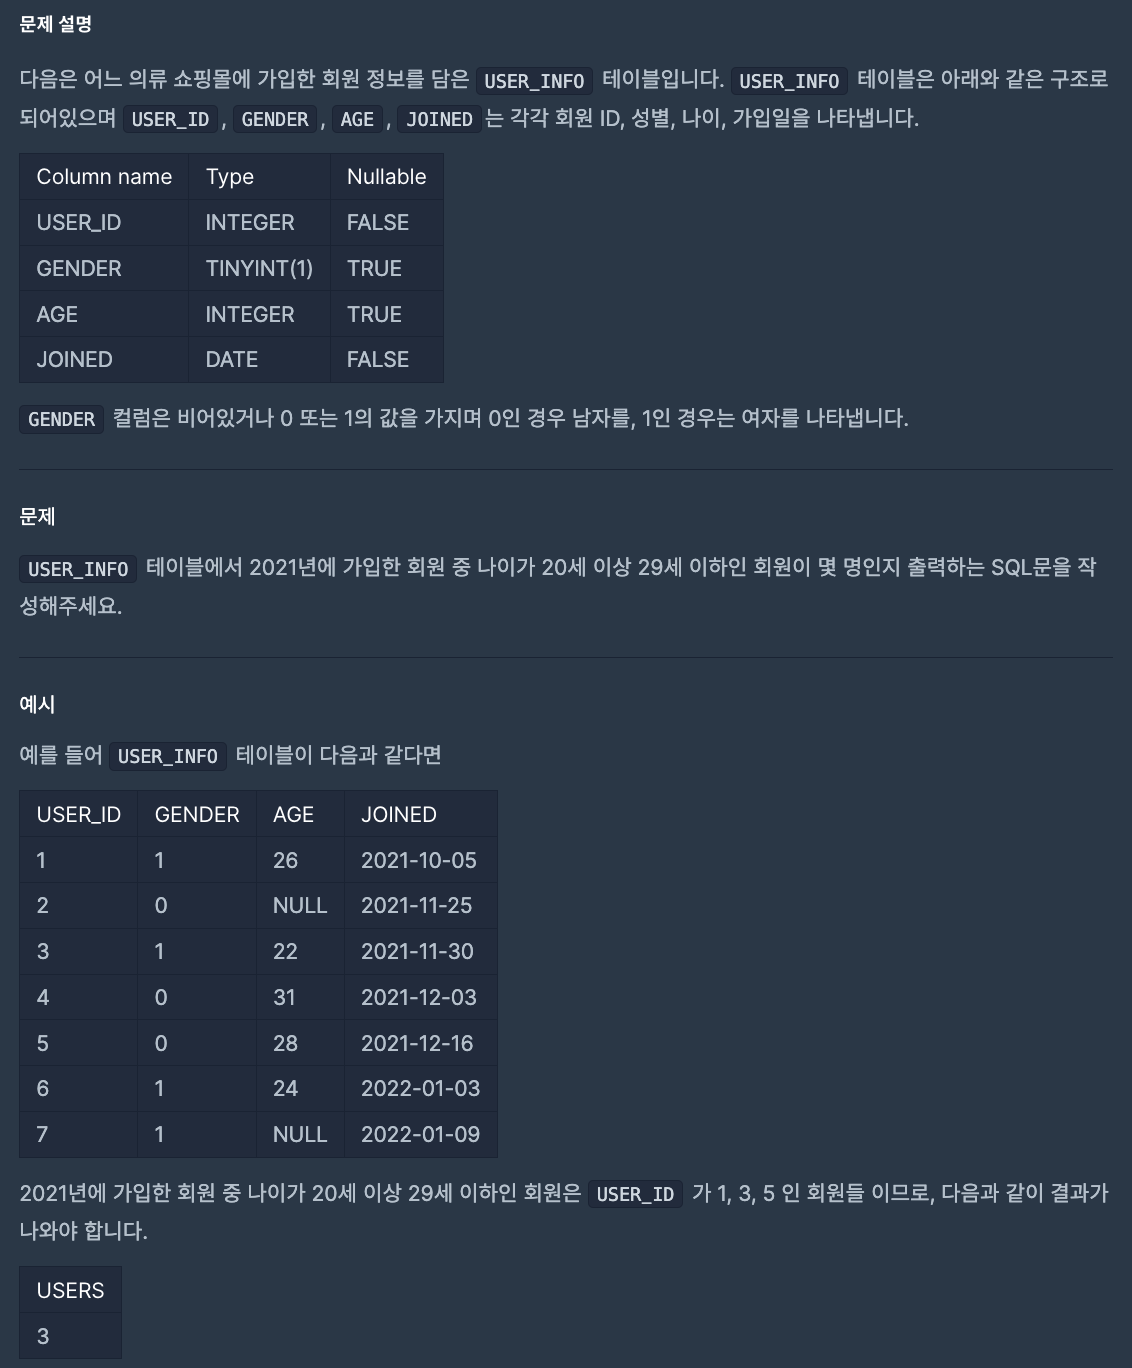 문제 설명
다음은 어느 의류 쇼핑몰에 가입한 회원 정보를 담은 USER_INFO 테이블입니다. USER_INFO 테이블은 아래와 같은 구조로
되어있으며 USER_ID, GENDER, AGE, JOINED는 각각 회원 ID, 성별, 나이, 가입일을 나타냅니다.
Column name Type Nullable
USER_ID INTEGER FALSE
GENDER TINYINT(1) TRUE
AGE INTEGER TRUE
JOINED DATE FALSE
GENDER 컬럼은 비어있거나 0 또는 1의 값을 가지며 0인 경우 남자를, 1인 경우는 여자를 나타냅니다.
문제
USER_INFO 테이블에서 2021년에 가입한 회원 중 나이가 20세 이상 29세 이하인 회원이 몇 명인지 출력하는 SQL문을 작
성해주세요.
예시
예를 들어 USER_INFO 테이블이 다음과 같다면
USER_ID GENDER AGE JOINED
1 1 26 2021-10-05
2 0 NULL 2021-11-25
3 1 22 2021-11-30
4 0 31 2021-12-03
5 0 28 2021-12-16
6 1 24 2022-01-03
7 1 NULL 2022-01-09
2021년에 가입한 회원 중 나이가 20세 이상 29세 이하인 회원은 USER_ID 가 1, 3, 5 인 회원들 이므로, 다음과 같이 결과가
나와야 합니다.
USERS
3